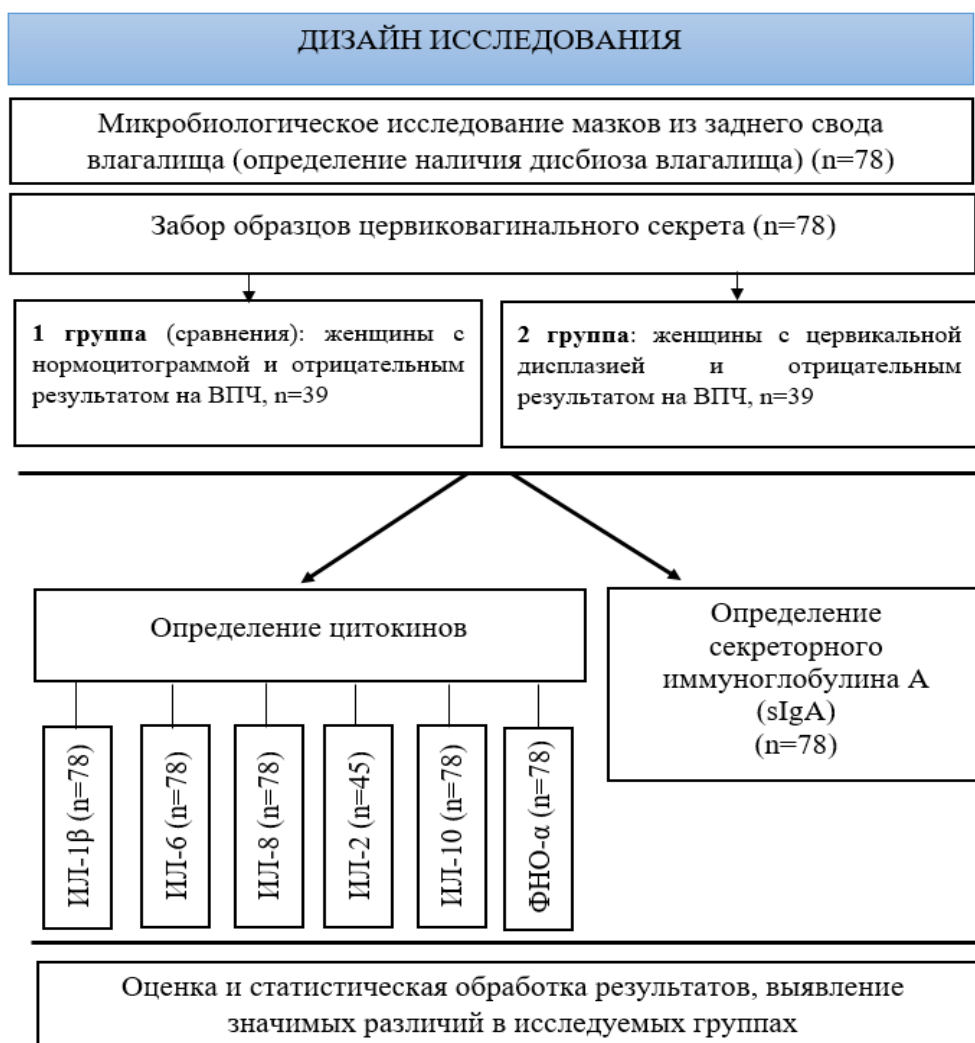 ДИЗАЙН ИССЛЕДОВАНИЯ
Микробиологическое исследование мазков из заднего свода
влагалища (определение наличия дисбиоза влагалища) (n=78)
Забор образцов цервиковагинального секрета (n=78)
1 группа (сравнения): женщины с
нормоцитограммой и отрицательным
результатом на ВПЧ, n=39
2 группа: женщины с цервикальной
дисплазией и отрицательным
результатом на ВПЧ, n=39
Определение цитокинов
Определение
секреторного
иммуноглобулина А
(sIgA)
(n=78)
ИЛ-1β (n=78)
ИЛ-6 (n=78)
ИЛ-8 (n=78)
ИЛ-2 (n=45)
ИЛ-10 (n=78)
ФНО-α (n=78)
Оценка и статистическая обработка результатов, выявление
значимых различий в исследуемых группах